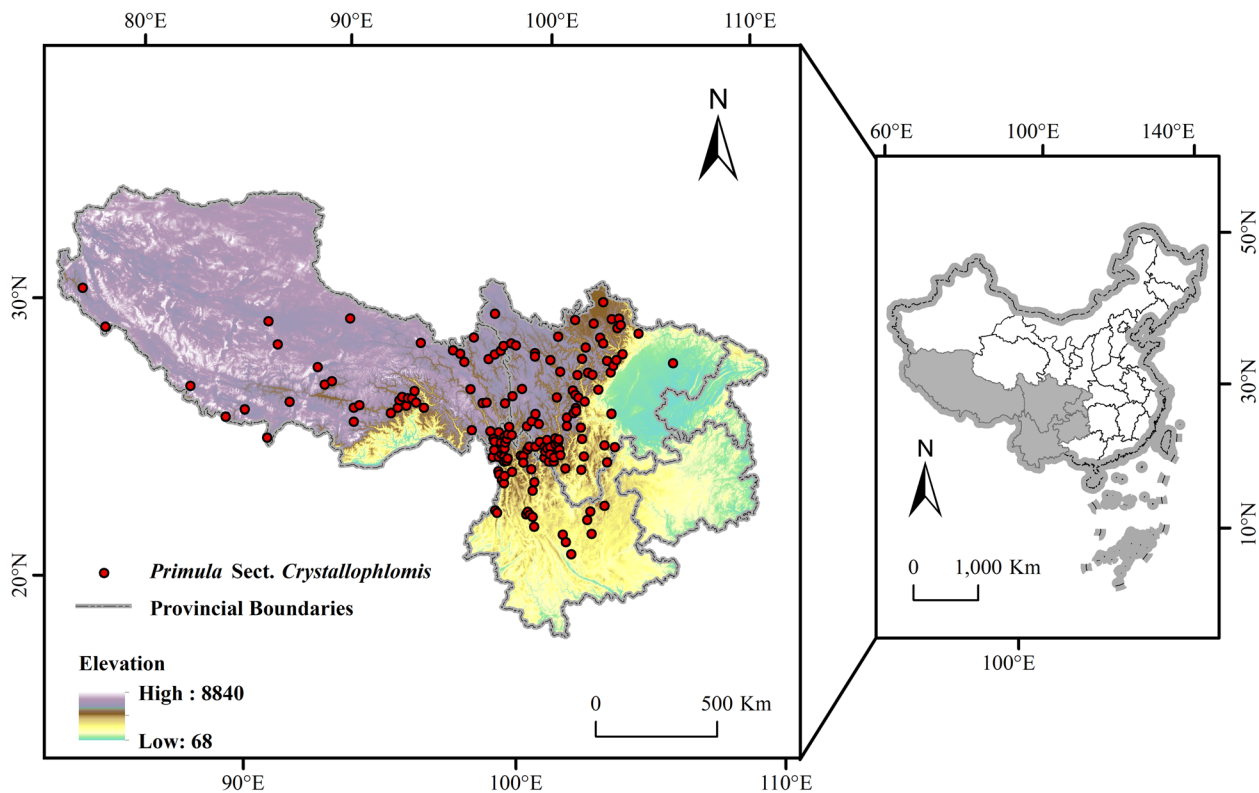 80°E 90°E 100°E 110°E
N
30°N
20°N
Primula Sect. Crystallophlomis
Provincial Boundaries
Elevation
High : 8840
Low: 68
0 500 Km
90°E 100°E 110°E
60°E 100°E 140°E
50°N
30°N
10°N
N
0 1,000 Km
100°E